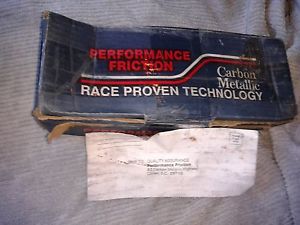 PERFORMANCE
FRICTION
Carbon
Metallic
RACE PROVEN TECHNOLOGY
QUALITY ASSURANCE
Performance Friction